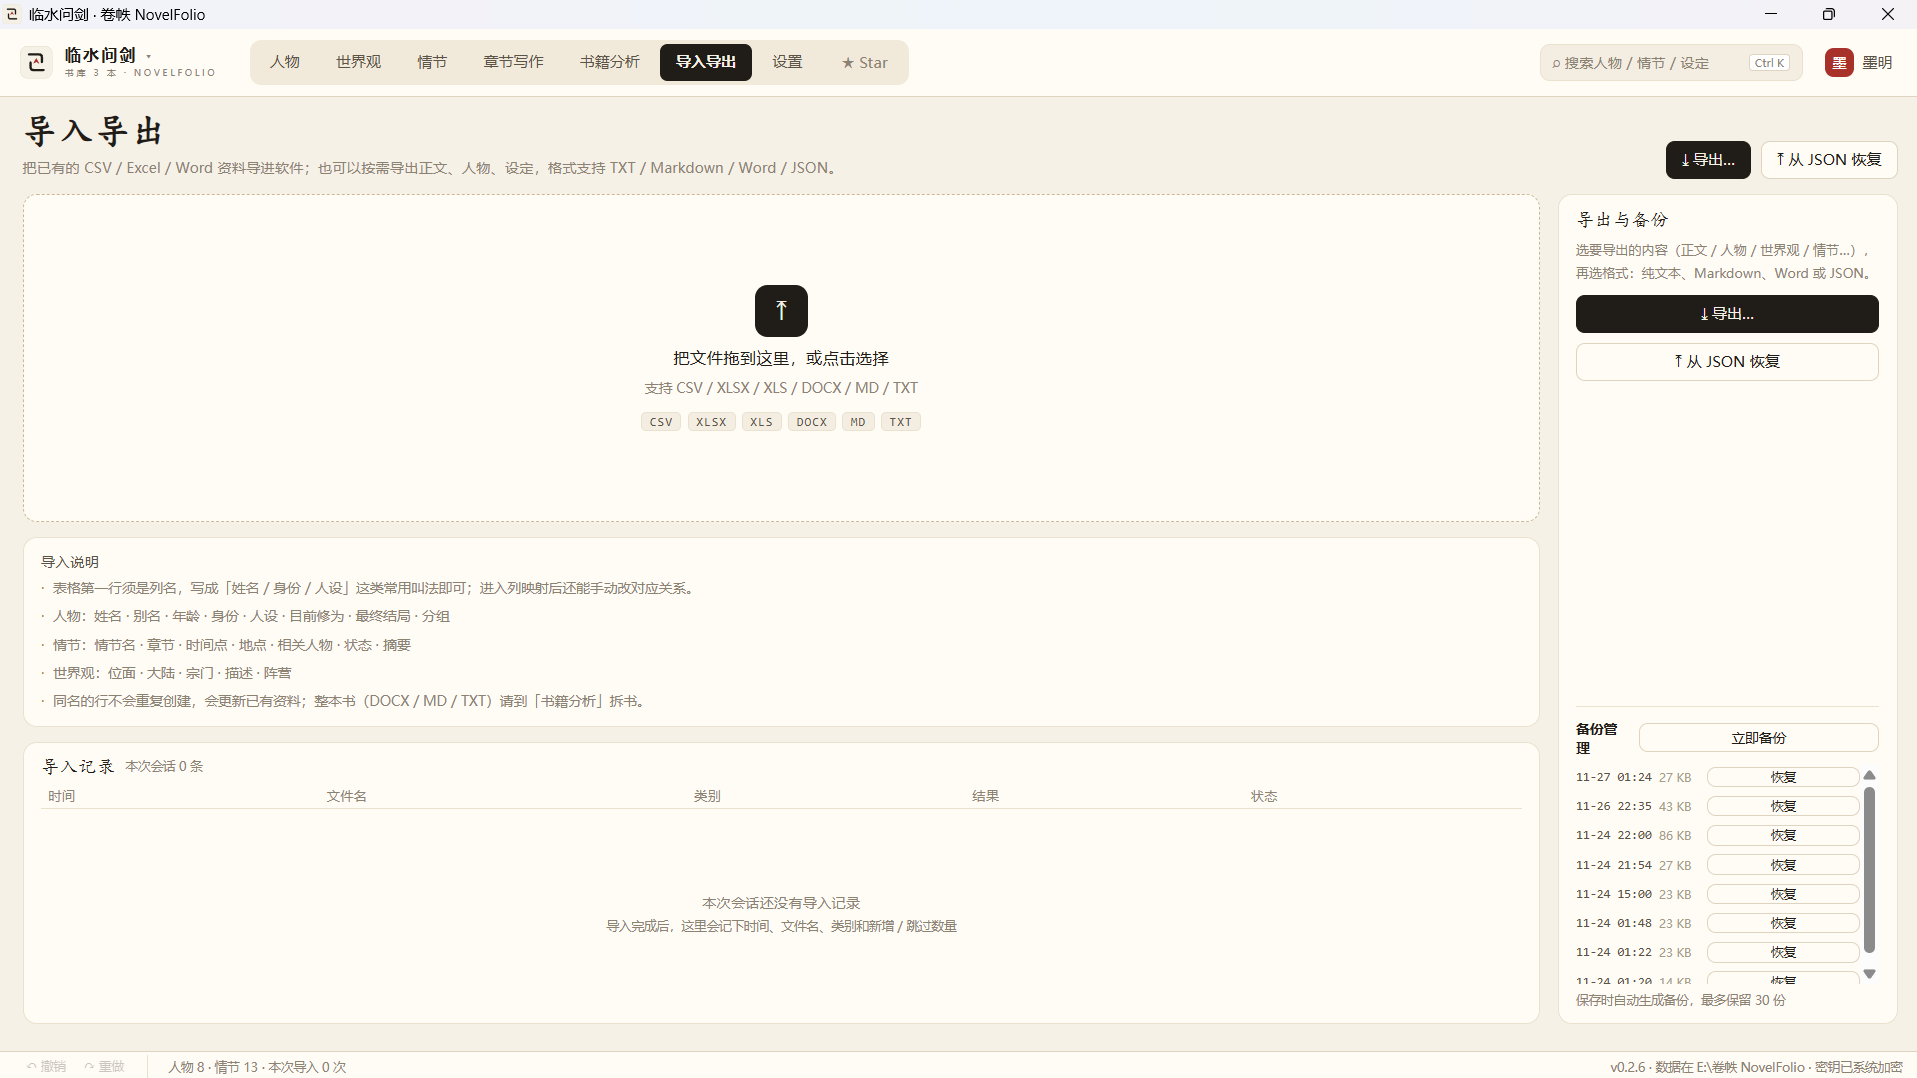 临水问剑 · 卷帙 NovelFolio
临水问剑
书库 3 本 · NOVELFOLIO
人物 世界观 情节 章节写作 书籍分析 导入导出 设置 ★ Star
搜索人物 / 情节 / 设定 Ctrl K
墨 墨明
导入导出
把已有的 CSV / Excel / Word 资料导进软件；也可以按需导出正文、人物、设定，格式支持 TXT / Markdown / Word / JSON。
↓导出... ↑从 JSON 恢复
把文件拖到这里，或点击选择
支持 CSV / XLSX / XLS / DOCX / MD / TXT
CSV XLSX XLS DOCX MD TXT
导入说明
· 表格第一行须是列名，写成「姓名 / 身份 / 人设」这类常用叫法即可；进入列映射后还能手动改对应关系。
· 人物：姓名 · 别名 · 年龄 · 身份 · 人设 · 目前修为 · 最终结局 · 分组
· 情节：情节名 · 章节 · 时间点 · 地点 · 相关人物 · 状态 · 摘要
· 世界观：位面 · 大陆 · 宗门 · 描述 · 阵营
· 同名的行不会重复创建，会更新已有资料；整本书（DOCX / MD / TXT）请到「书籍分析」拆书。
导入记录 本次会话 0 条
时间 文件名 类别 结果 状态
本次会话还没有导入记录
导入完成后，这里会记下时间、文件名、类别和新增 / 跳过数量
导出与备份
选要导出的内容（正文 / 人物 / 世界观 / 情节...），
再选格式：纯文本、Markdown、Word 或 JSON。
↓导出...
↑从 JSON 恢复
备份管理 立即备份
11-27 01:24 27 KB 恢复
11-26 22:35 43 KB 恢复
11-24 22:00 86 KB 恢复
11-24 21:54 27 KB 恢复
11-24 15:00 23 KB 恢复
11-24 01:48 23 KB 恢复
11-24 01:22 23 KB 恢复
11-24 01:20 14 KB 恢复
保存时自动生成备份，最多保留 30 份
撤销 重做 人物 8 · 情节 13 · 本次导入 0 次
v0.2.6 · 数据在 E:\卷帙 NovelFolio · 密钥已系统加密